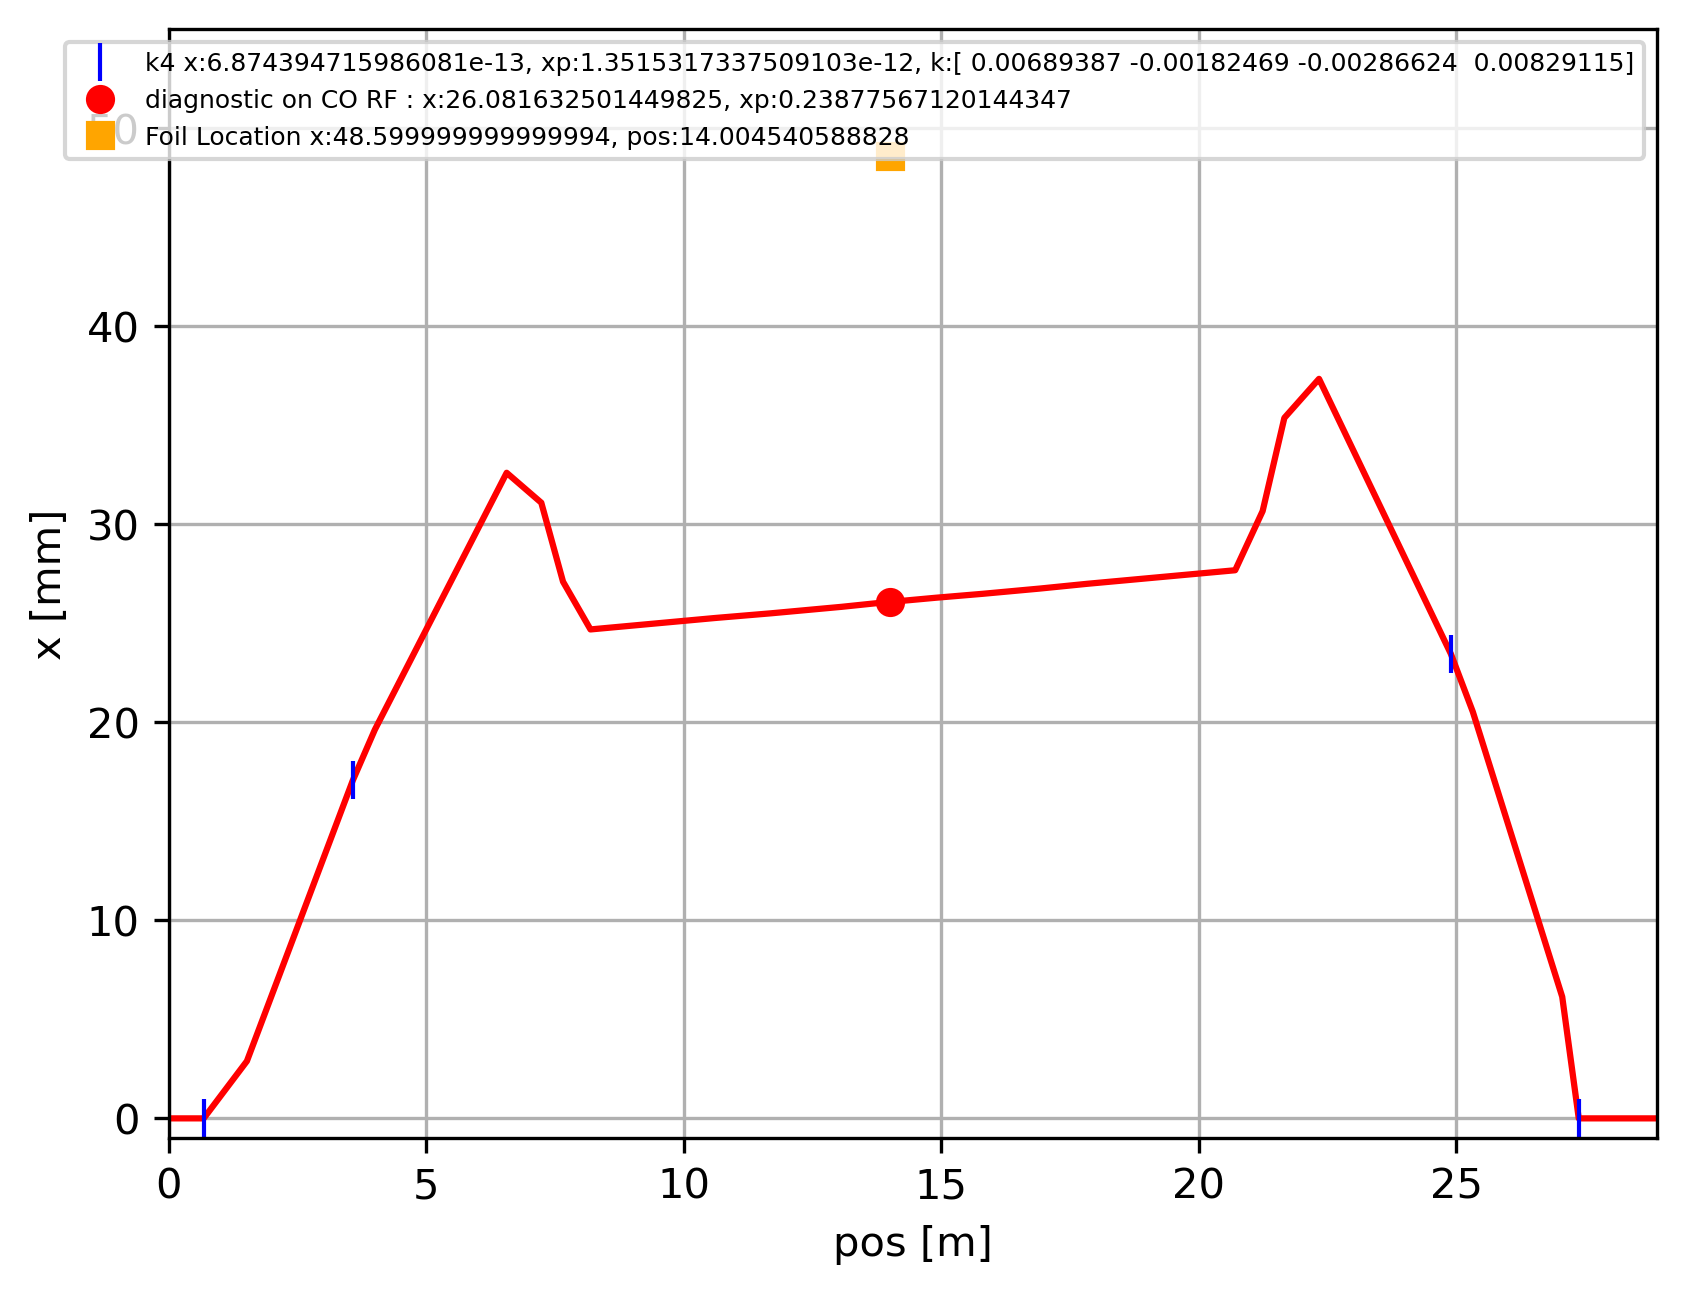 k4 x:6.874394715986081e-13, xp:1.3515317337509103e-12, k:[ 0.00689387 -0.00182469 -0.00286624  0.00829115]
diagnostic on CO RF : x:26.081632501449825, xp:0.23877567120144347
Foil Location x:48.599999999999994, pos:14.004540588828
50
40
30
20
10
0
x [mm]
0 5 10 15 20 25
pos [m]